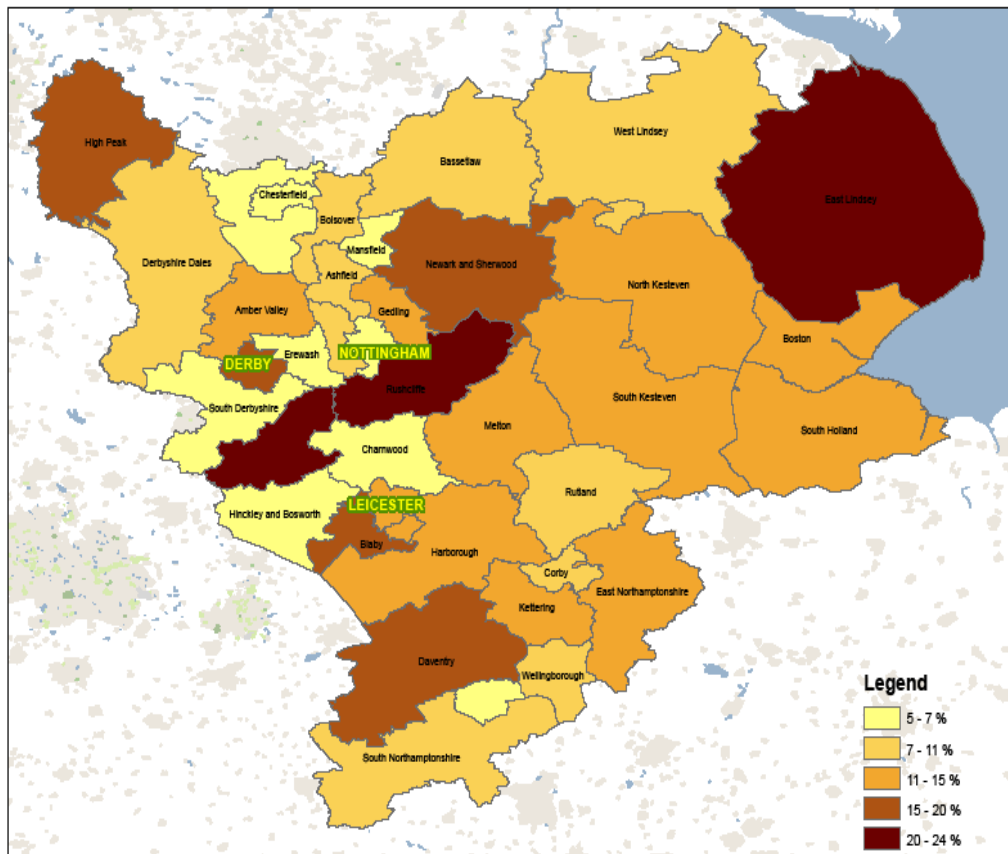 High Peak
West Lindsey
Bassetlaw
Chesterfield
East Lindsey
Bolsover
Mansfield
Derbyshire Dales
Newark and Sherwood
Ashfield
North Kesteven
Amber Valley
Gedling
Boston
NOTTINGHAM
Erewash
DERBY
Rushcliffe
South Kesteven
South Derbyshire
Melton
South Holland
Charnwood
Rutland
LEICESTER
Hinckley and Bosworth
Blaby
Harborough
Corby
East Northamptonshire
Kettering
Daventry
Wellingborough
South Northamptonshire
Legend
5 - 7 %
7 - 11 %
11 - 15 %
15 - 20 %
20 - 24 %